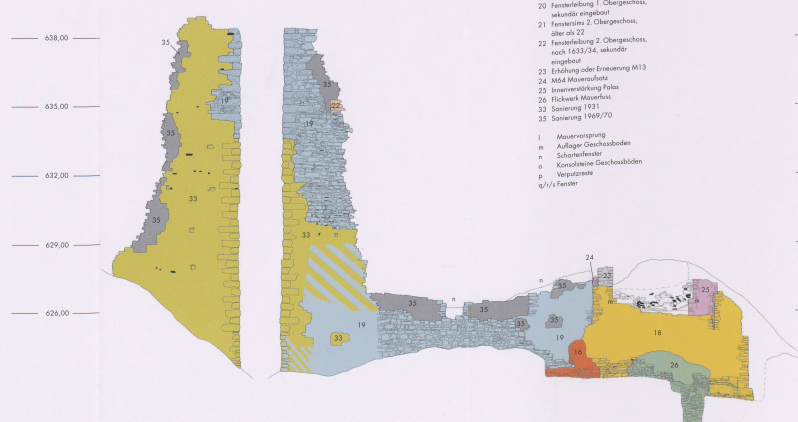 20 Fensterleibung 1. Obergeschoss,
sekundär eingebaut
21 Fenstersims 2. Obergeschoss,
älter als 22
22 Fensterleibung 2. Obergeschoss,
nach 1633/34, sekundär
eingebaut
23 Erhöhung oder Erneuerung M13
24 M64 Maueraufsatz
25 Innenverstärkung Palas
26 Flickwerk Mauerfuss
33 Sanierung 1931
35 Sanierung 1969/70
l Mauervorsprung
m Auflager Geschossboden
n Schartenfenster
o Konsolsteine Geschossböden
p Verputzreste
q/r/s Fenster
638,00
635,00
632,00
629,00
626,00
35
19
35
33
35
35
22
19
33
19
33
35
n
35
35
n
35
35
19
16
24
23
m
18
26
25
m